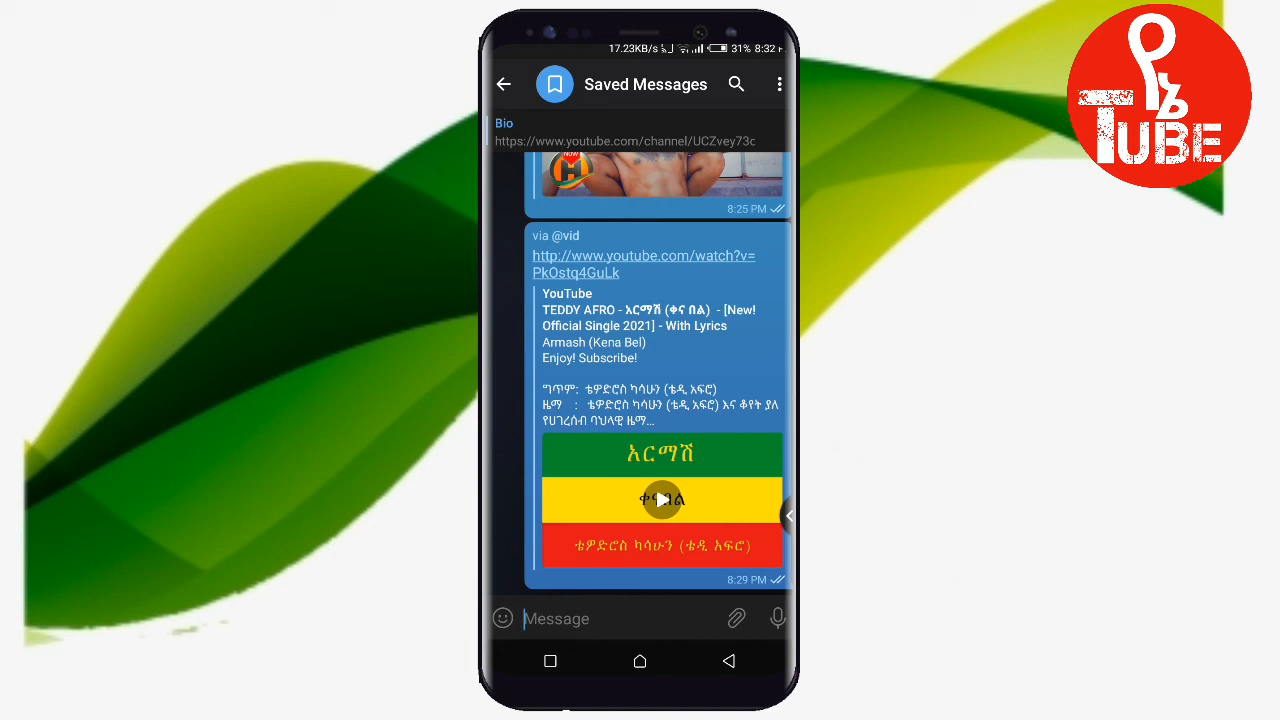 17.23KB/s 31% 8:32
Saved Messages
Bio
https://www.youtube.com/channel/UCZvey73c
NOW
8:25 PM
via @vid
http://www.youtube.com/watch?v=
PkOstq4GuLk
YouTube
TEDDY AFRO - አርማሽ (ቀና በል) - [New!
Official Single 2021] - With Lyrics
Armash (Kena Bel)
Enjoy! Subscribe!
ግጥም: ቴዎድሮስ ካሳሁን (ቴዲ አፍሮ)
ዜማ : ቴዎድሮስ ካሳሁን (ቴዲ አፍሮ) እና ቆየት ያለ
የሀገረሰብ ባህላዊ ዜማ...
አርማሽ
ቀና በል
ቴዎድሮስ ካሳሁን (ቴዲ አፍሮ)
8:29 PM
Message
TUBE